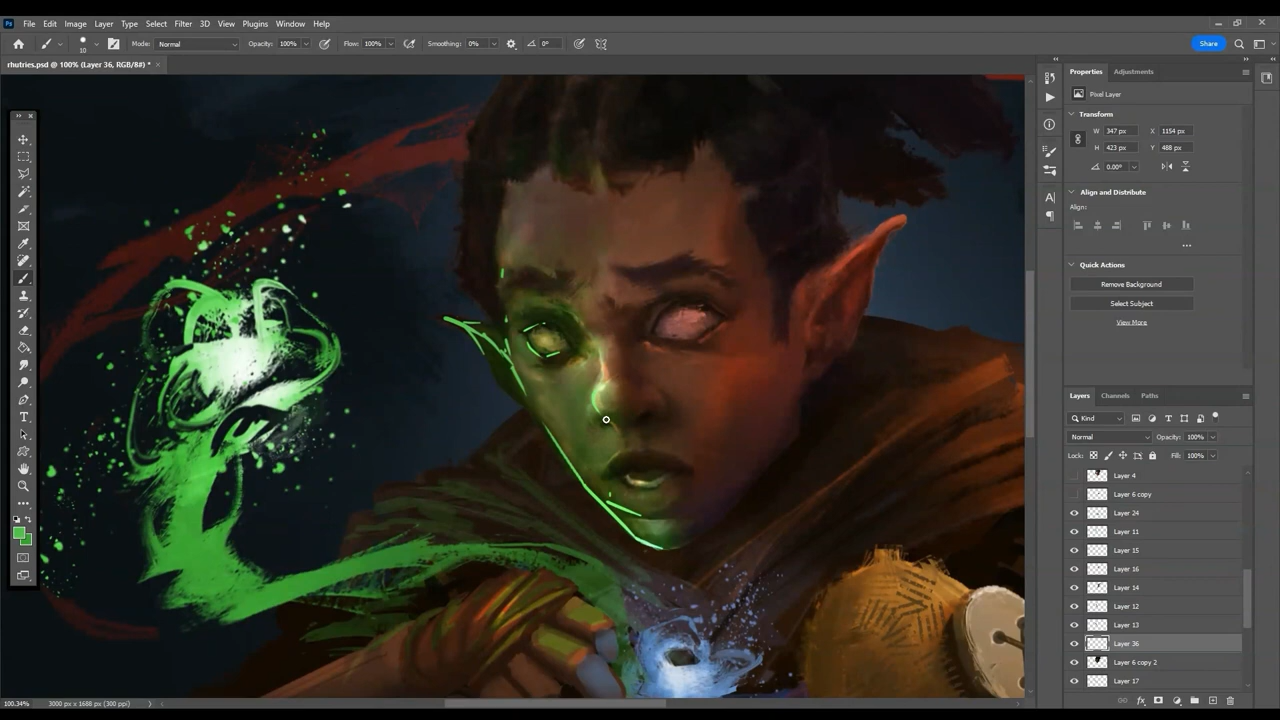 Ps File Edit Image Layer Type Select Filter 3D View Plugins Window Help
10 Mode: Normal Opacity: 100% Flow: 100% Smoothing: 0% 0° Share
rhutries.psd @ 100% (Layer 36, RGB/8#) *
Properties Adjustments
Pixel Layer
Transform
W 347 px X 1154 px
H 423 px Y 488 px
0.00°
Align and Distribute
Align:
Quick Actions
Remove Background
Select Subject
View More
Layers Channels Paths
Kind
Normal Opacity: 100%
Lock: Fill: 100%
Layer 4
Layer 6 copy
Layer 24
Layer 11
Layer 15
Layer 16
Layer 14
Layer 12
Layer 13
Layer 36
Layer 6 copy 2
Layer 17
100.34% 3000 px x 1688 px (300 ppi)